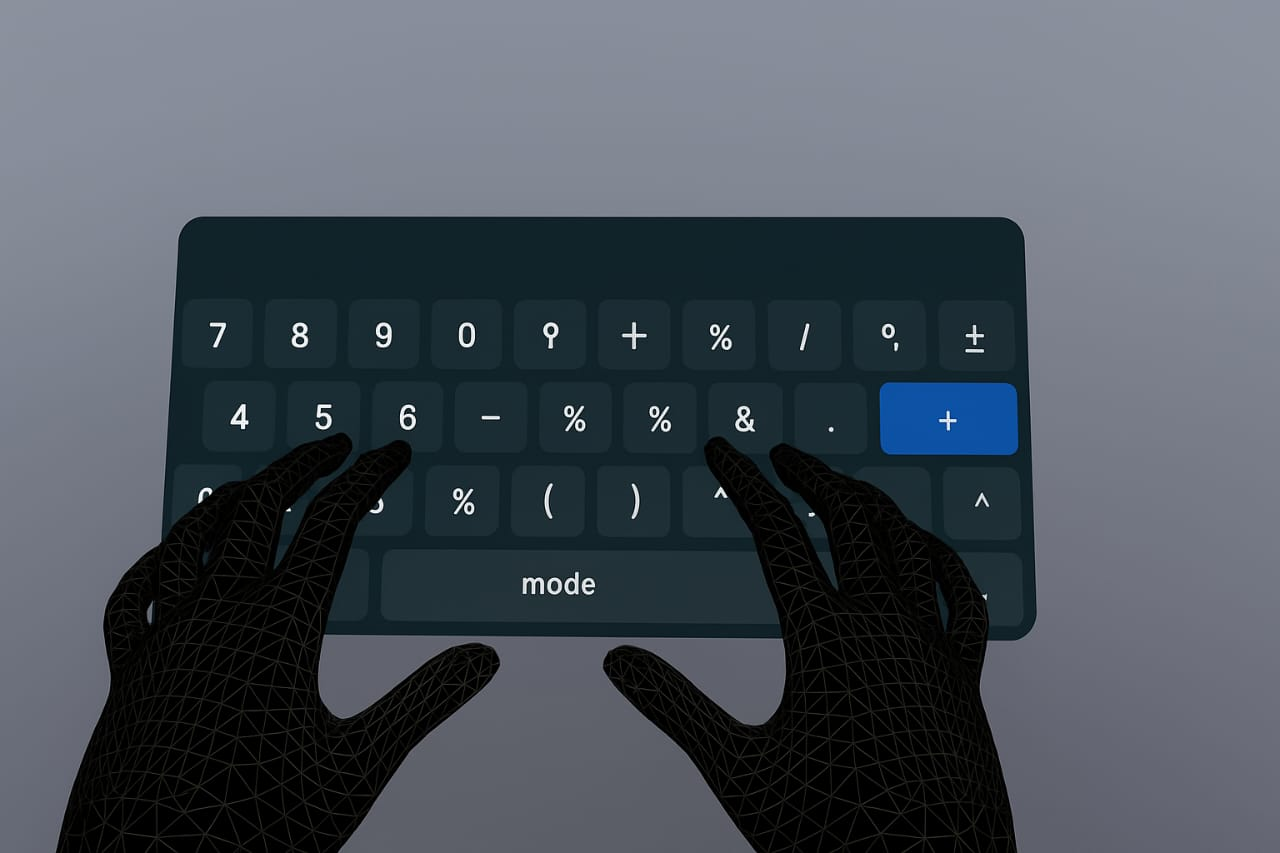 7 8 9 0 ⚲ + % / º, ±
4 5 6 − % % & . +
% ( ) ^ ^
mode